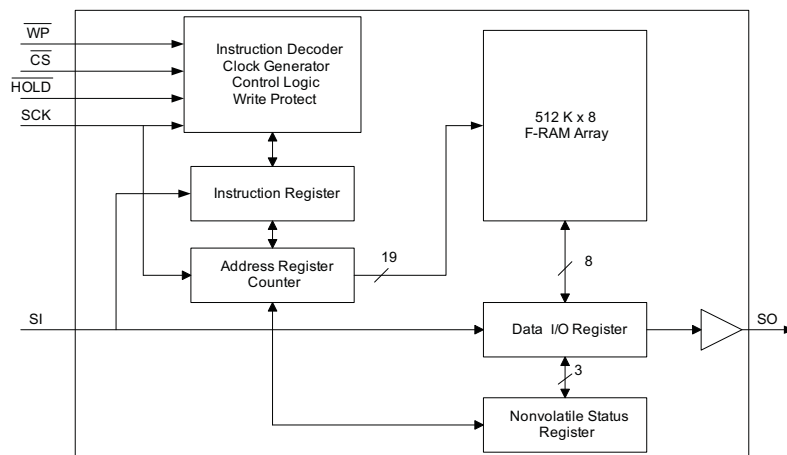 WP
CS
HOLD
SCK
Instruction Decoder
Clock Generator
Control Logic
Write Protect
512 K x 8
F-RAM Array
Instruction Register
Address Register
Counter
19
8
SI
Data I/O Register
SO
3
Nonvolatile Status
Register